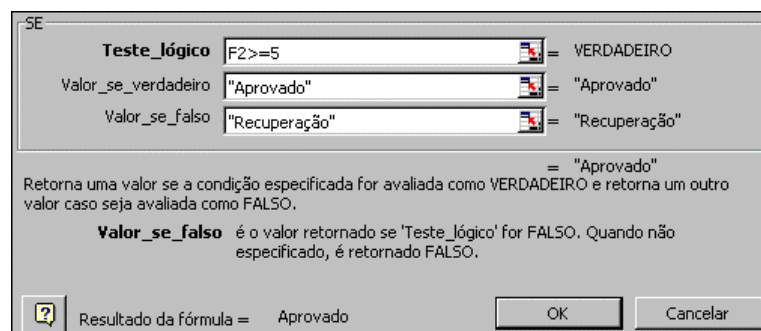 SE
Teste_lógico F2>=5 = VERDADEIRO
Valor_se_verdadeiro "Aprovado" = "Aprovado"
Valor_se_falso "Recuperação" = "Recuperação"
= "Aprovado"
Retorna uma valor se a condição especificada for avaliada como VERDADEIRO e retorna um outro
valor caso seja avaliada como FALSO.
Valor_se_falso é o valor retornado se 'Teste_lógico' for FALSO. Quando não
especificado, é retornado FALSO.
? Resultado da fórmula = Aprovado OK Cancelar